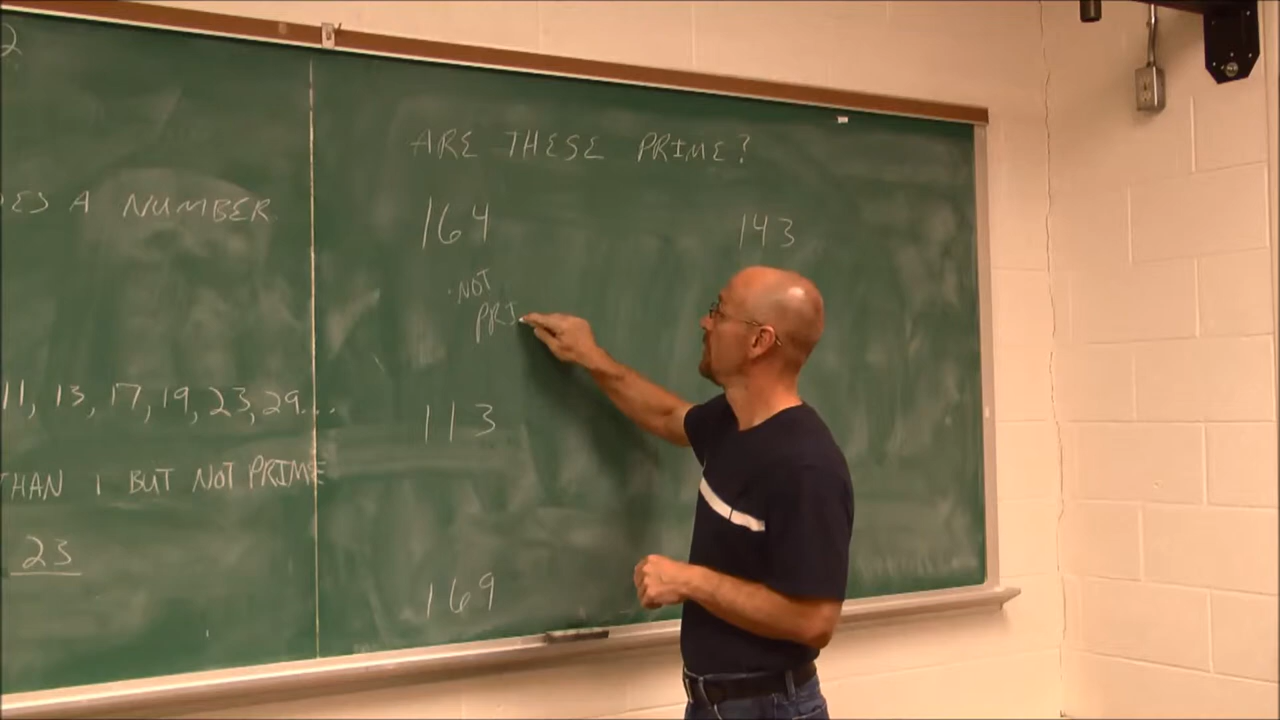 2
ES A NUMBER
11, 13, 17, 19, 23, 29...
THAN 1 BUT NOT PRIME
23
ARE THESE PRIME?
164
143
·NOT
PRI
113
169